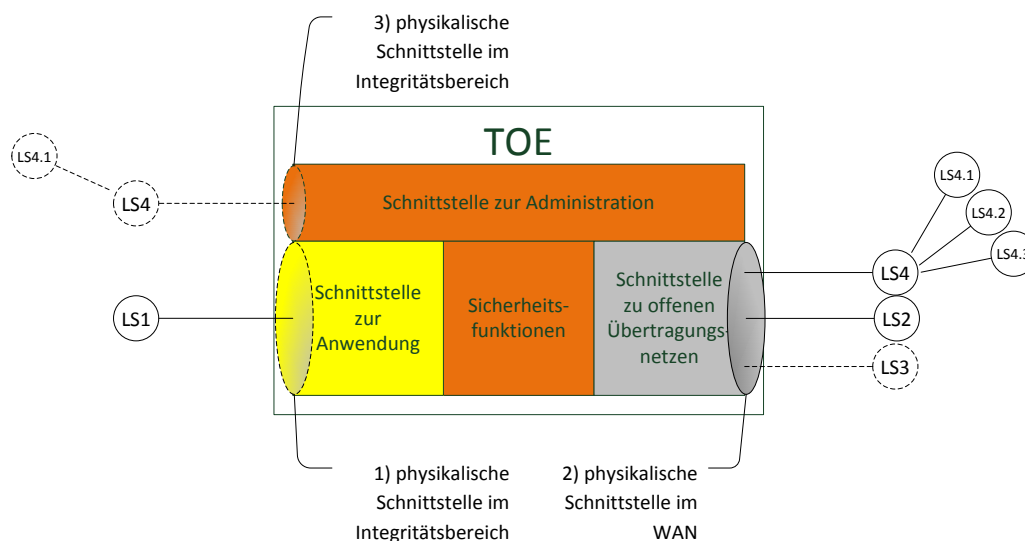 3) physikalische
Schnittstelle im
Integritätsbereich
TOE
LS4.1
LS4
Schnittstelle zur Administration
LS4.1
LS4.2
LS4.3
LS4
LS1
Schnittstelle
zur
Anwendung
Sicherheits-
funktionen
Schnittstelle
zu offenen
Übertragungs-
netzen
LS2
LS3
1) physikalische
Schnittstelle im
Integritätsbereich
2) physikalische
Schnittstelle im
WAN